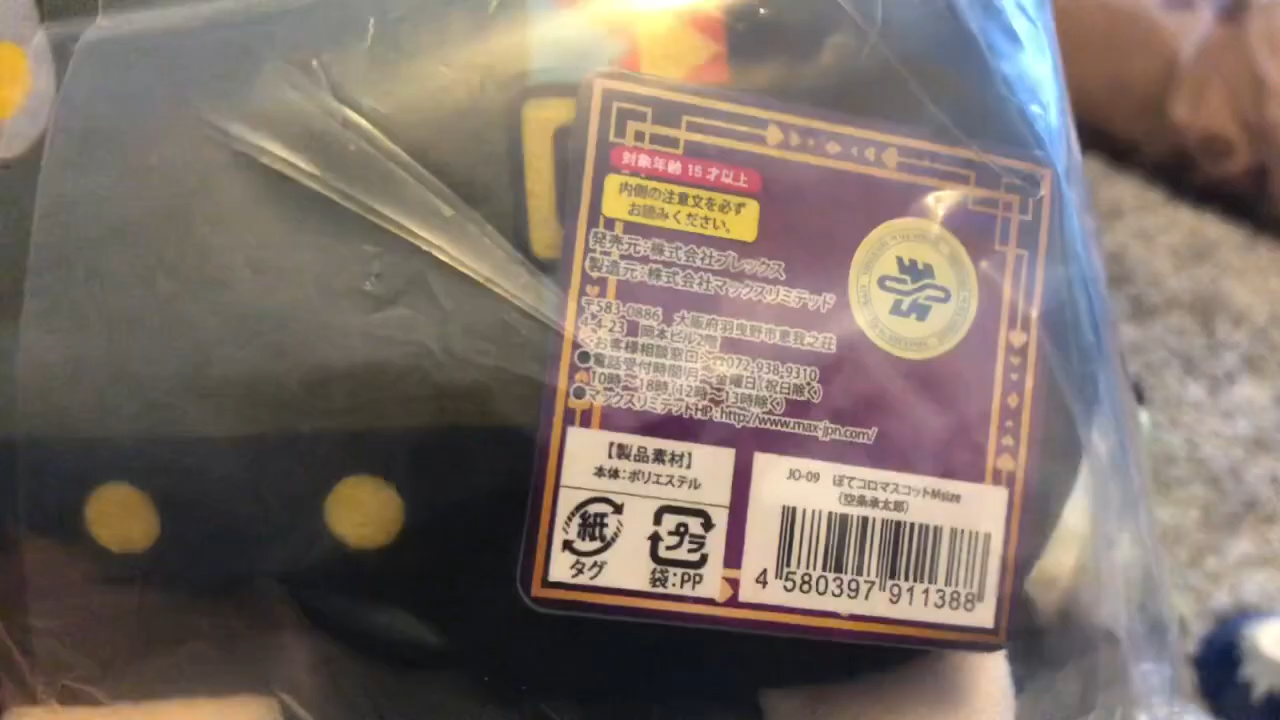 対象年齢 15 才以上
内側の注意文を必ず
お読みください。
発売元:株式会社プレックス
製造元:株式会社マックスリミテッド
〒583-0886 大阪府羽曳野市恵我之荘
4-4-23 岡本ビル2階
<お客様相談窓口>☎072-938-9310
●電話受付時間/月～金曜日(祝日除く)
10時～18時(12時～13時除く)
●マックスリミテッドHP:http://www.max-jpn.com/
【製品素材】
本体:ポリエステル
紙
タグ
プラ
袋:PP
JO-09 ぽてコロマスコットMsize
(空条承太郎)
4 580397 911388